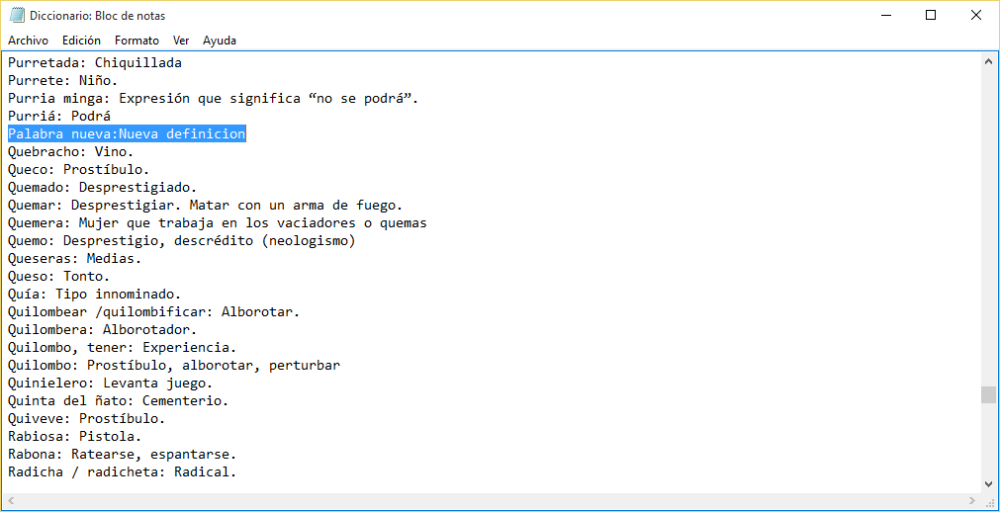 Diccionario: Bloc de notas
Archivo Edición Formato Ver Ayuda
Purretada: Chiquillada
Purrete: Niño.
Purria minga: Expresión que significa “no se podrá”.
Purriá: Podrá
Palabra nueva:Nueva definicion
Quebracho: Vino.
Queco: Prostíbulo.
Quemado: Desprestigiado.
Quemar: Desprestigiar. Matar con un arma de fuego.
Quemera: Mujer que trabaja en los vaciadores o quemas
Quemo: Desprestigio, descrédito (neologismo)
Queseras: Medias.
Queso: Tonto.
Quía: Tipo innominado.
Quilombear /quilombificar: Alborotar.
Quilombera: Alborotador.
Quilombo, tener: Experiencia.
Quilombo: Prostíbulo, alborotar, perturbar
Quinielero: Levanta juego.
Quinta del ñato: Cementerio.
Quiveve: Prostíbulo.
Rabiosa: Pistola.
Rabona: Ratearse, espantarse.
Radicha / radicheta: Radical.